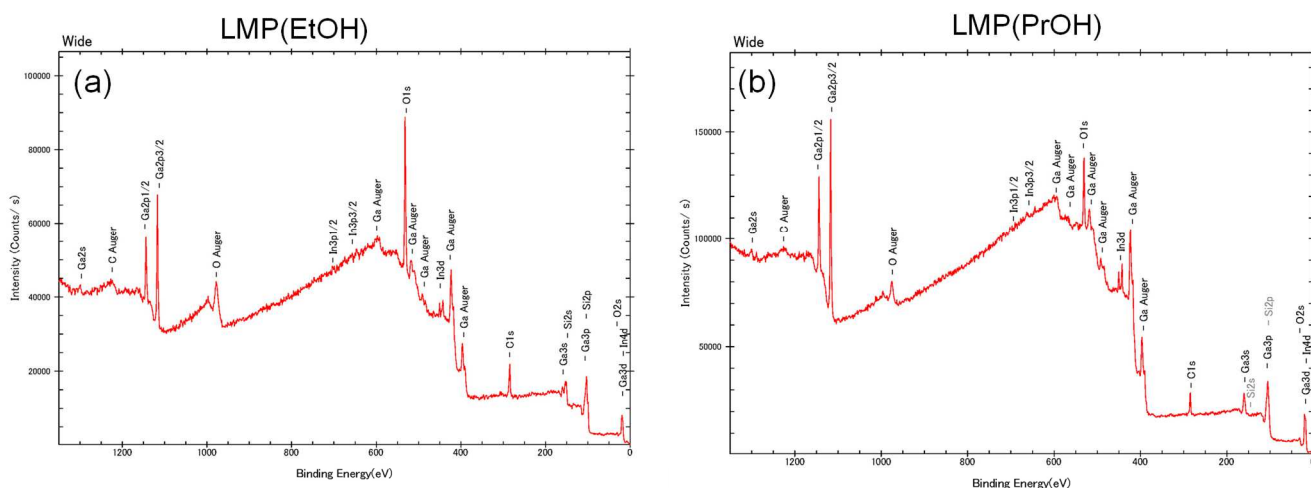 LMP(EtOH)
Wide
(a)
Intensity (Counts/ s)
100000
80000
60000
40000
20000
Ga2s
C Auger
Ga2p1/2
Ga2p3/2
O Auger
In3p1/2
In3p3/2
Ga Auger
O1s
Ga Auger
Ga Auger
In3d
Ga Auger
Ga Auger
C1s
Ga3s
Si2s
Ga3p
Si2p
O2s
Ga3d
In4d
1200
1000
800
600
400
200
0
Binding Energy(eV)
LMP(PrOH)
Wide
(b)
Intensity (Counts/ s)
150000
100000
50000
Ga2s
C Auger
Ga2p1/2
Ga2p3/2
O Auger
In3p1/2
In3p3/2
Ga Auger
Ga Auger
O1s
Ga Auger
Ga Auger
In3d
Ga Auger
Ga Auger
C1s
Ga3s
Si2s
Ga3p
Si2p
O2s
Ga3d
In4d
1200
1000
800
600
400
200
0
Binding Energy(eV)